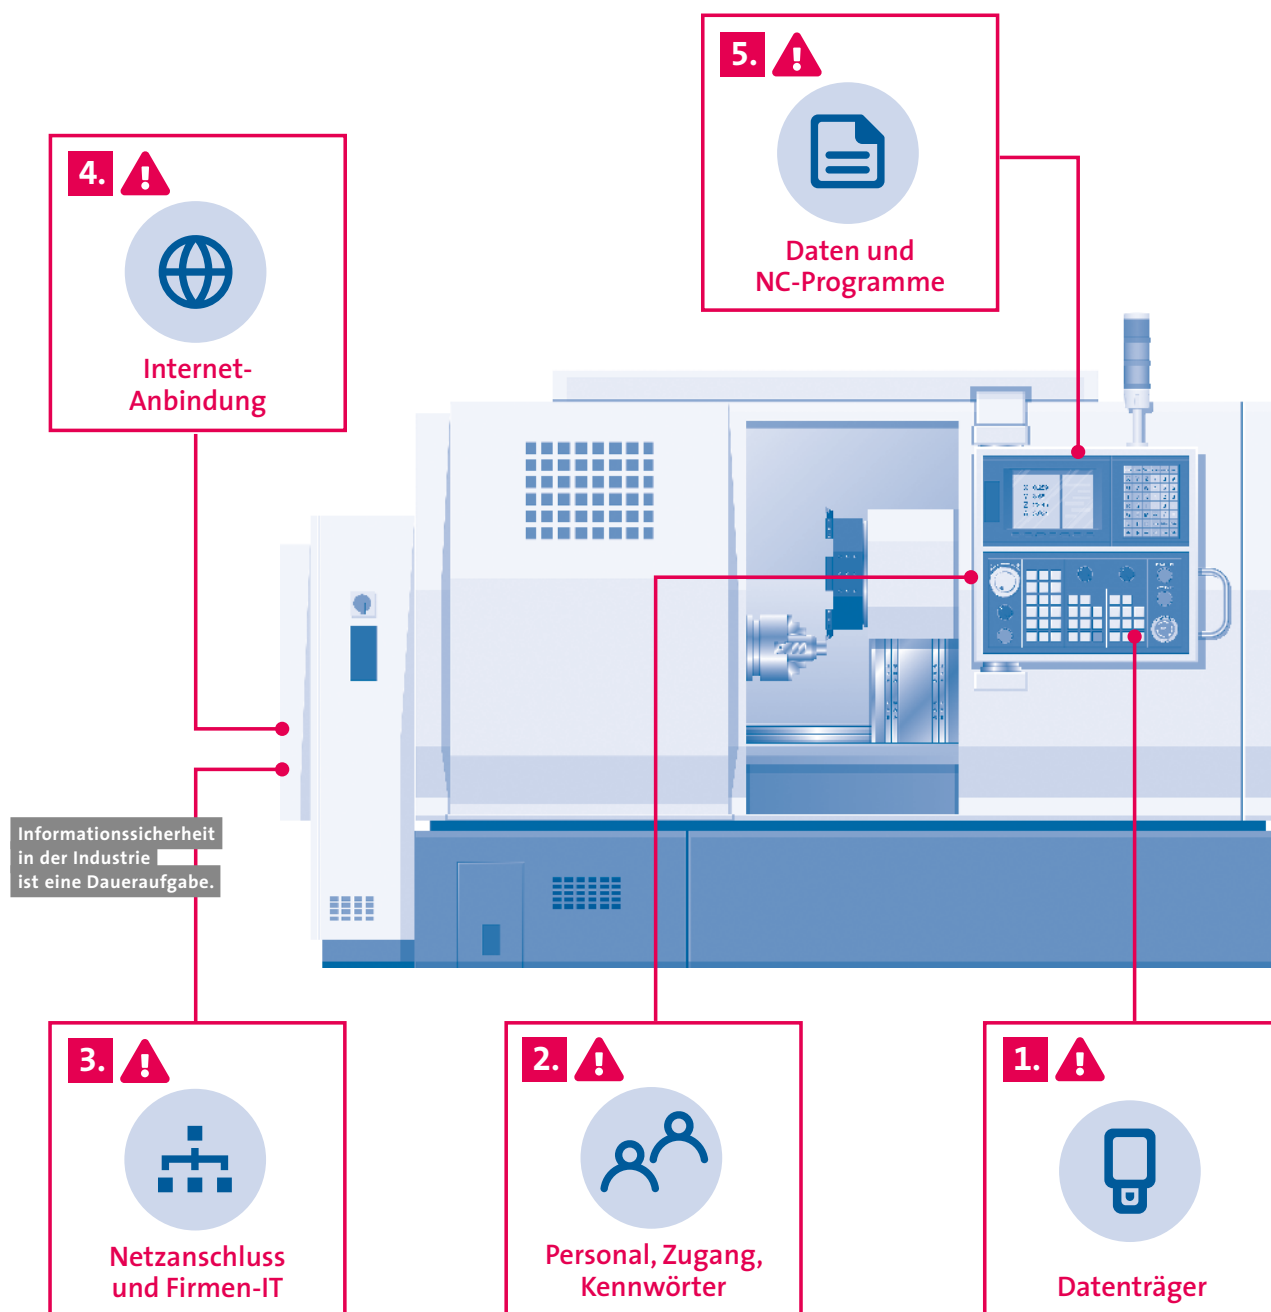 5.
Daten und
NC-Programme
4.
Internet-
Anbindung
Informationssicherheit
in der Industrie
ist eine Daueraufgabe.
3.
Netzanschluss
und Firmen-IT
2.
Personal, Zugang,
Kennwörter
1.
Datenträger